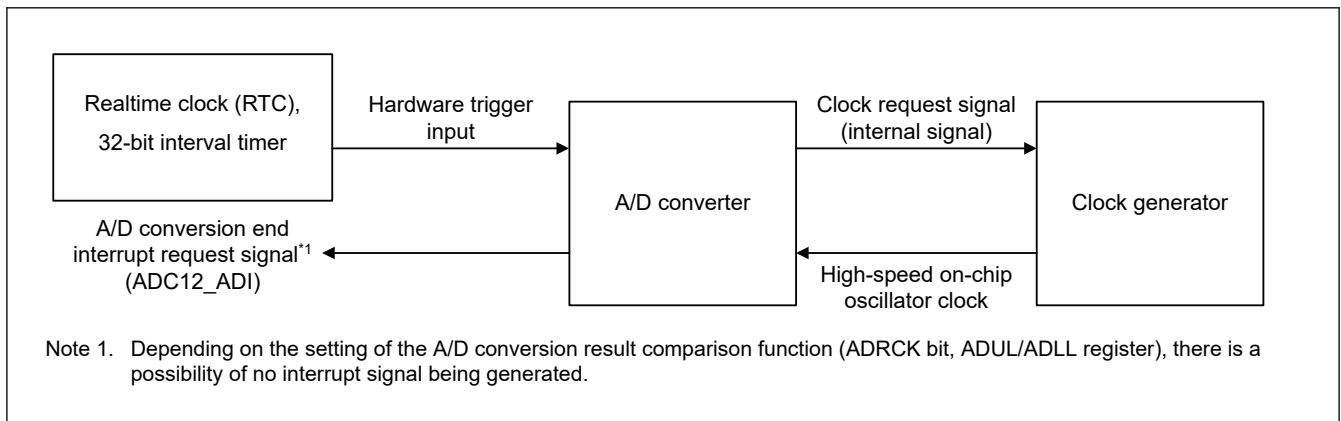 Realtime clock (RTC),
32-bit interval timer
Hardware trigger
input
A/D converter
Clock request signal
(internal signal)
Clock generator
A/D conversion end
interrupt request signal*1
(ADC12_ADI)
High-speed on-chip
oscillator clock
Note 1. Depending on the setting of the A/D conversion result comparison function (ADRCK bit, ADUL/ADLL register), there is a
possibility of no interrupt signal being generated.